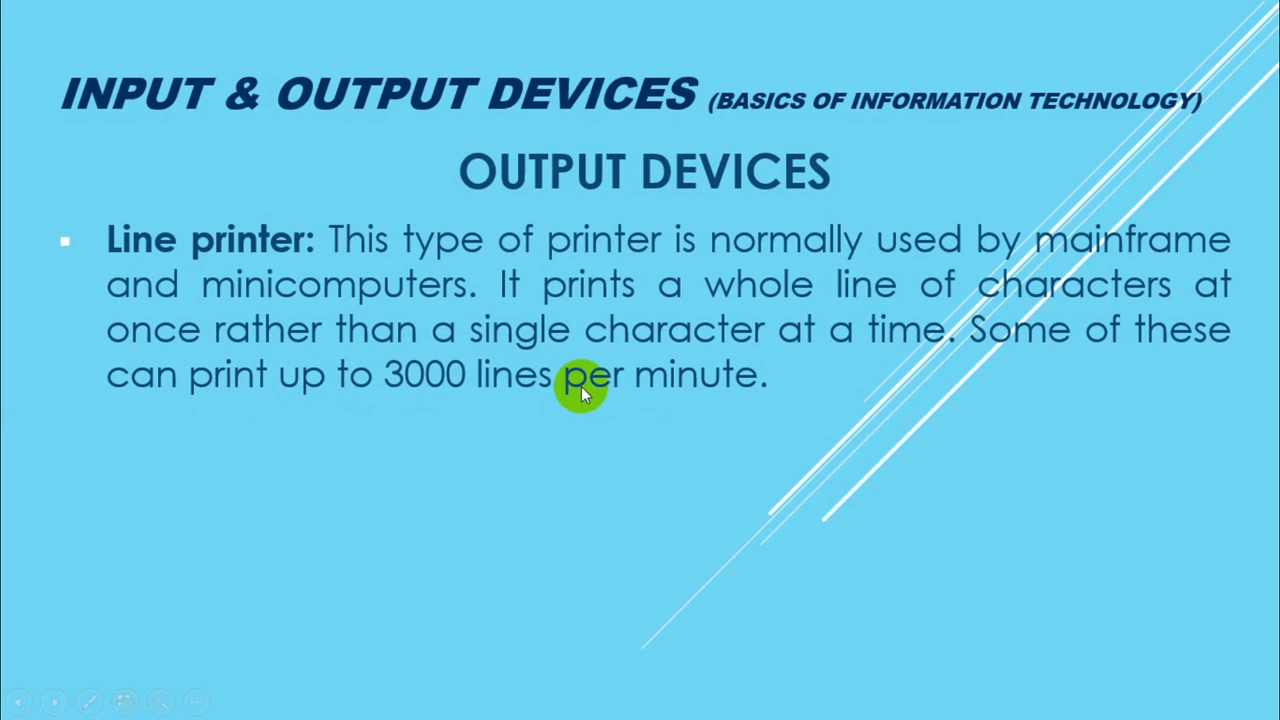 INPUT & OUTPUT DEVICES (BASICS OF INFORMATION TECHNOLOGY)
OUTPUT DEVICES
▪ Line printer: This type of printer is normally used by mainframe
and minicomputers. It prints a whole line of characters at
once rather than a single character at a time. Some of these
can print up to 3000 lines per minute.